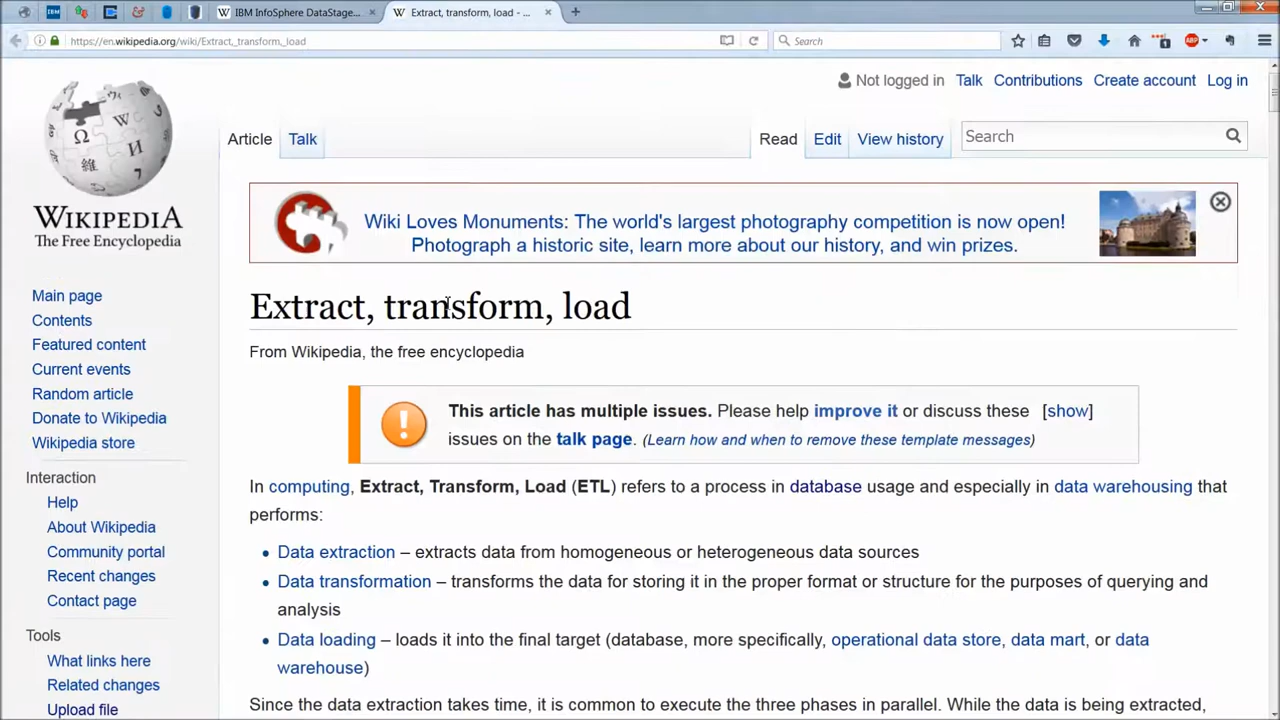 IBM InfoSphere DataStage...
Extract, transform, load - ...
https://en.wikipedia.org/wiki/Extract,_transform,_load
Search
Not logged in Talk Contributions Create account Log in
Article Talk Read Edit View history Search
Wiki Loves Monuments: The world's largest photography competition is now open!
Photograph a historic site, learn more about our history, and win prizes.
WIKIPEDIA
The Free Encyclopedia
Main page
Contents
Featured content
Current events
Random article
Donate to Wikipedia
Wikipedia store
Interaction
Help
About Wikipedia
Community portal
Recent changes
Contact page
Tools
What links here
Related changes
Upload file
Extract, transform, load
From Wikipedia, the free encyclopedia
This article has multiple issues. Please help improve it or discuss these [show]
issues on the talk page. (Learn how and when to remove these template messages)
In computing, Extract, Transform, Load (ETL) refers to a process in database usage and especially in data warehousing that
performs:
• Data extraction – extracts data from homogeneous or heterogeneous data sources
• Data transformation – transforms the data for storing it in the proper format or structure for the purposes of querying and
analysis
• Data loading – loads it into the final target (database, more specifically, operational data store, data mart, or data
warehouse)
Since the data extraction takes time, it is common to execute the three phases in parallel. While the data is being extracted,